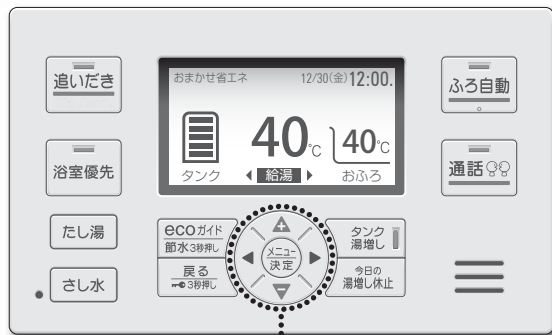 追いだき
おまかせ省エネ 12/30(金)12:00.
40℃ 40℃
タンク 給湯 おふろ
ふろ自動
浴室優先
通話
たし湯
ecoガイド
節水3秒押し
戻る
3秒押し
メニュー
決定
タンク
湯増し
今日の
湯増し休止
さし水